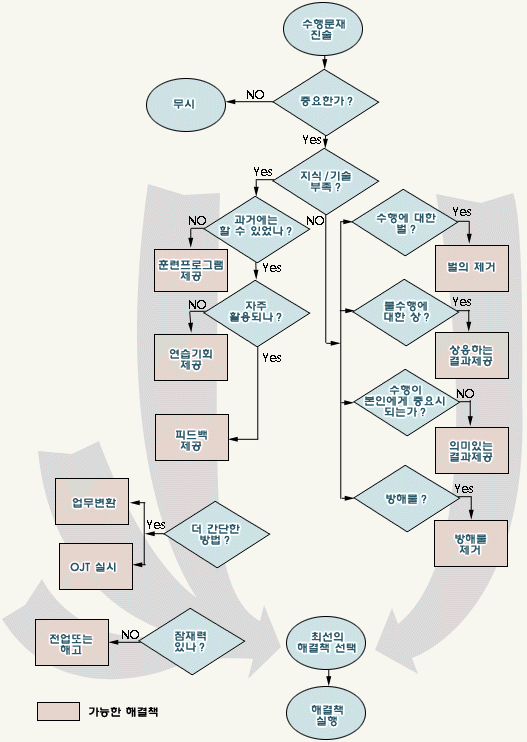 수행문재
진술
중요한가?
NO
무시
Yes
지식/기술
부족?
Yes
NO
과거에는
할 수 있었나?
NO
훈련프로그램
제공
Yes
자주
활용되나?
NO
연습기회
제공
Yes
피드백
제공
수행에 대한
벌?
Yes
벌의 제거
불수행에
대한 상?
Yes
상응하는
결과제공
수행이
본인에게 중요시
되는가?
NO
의미있는
결과제공
방해물?
Yes
방해물
제거
더 간단한
방법?
Yes
업무변환
OJT 실시
잠재력
있나?
NO
전업또는
해고
최선의
해결책 선택
해결책
실행
가능한 해결책